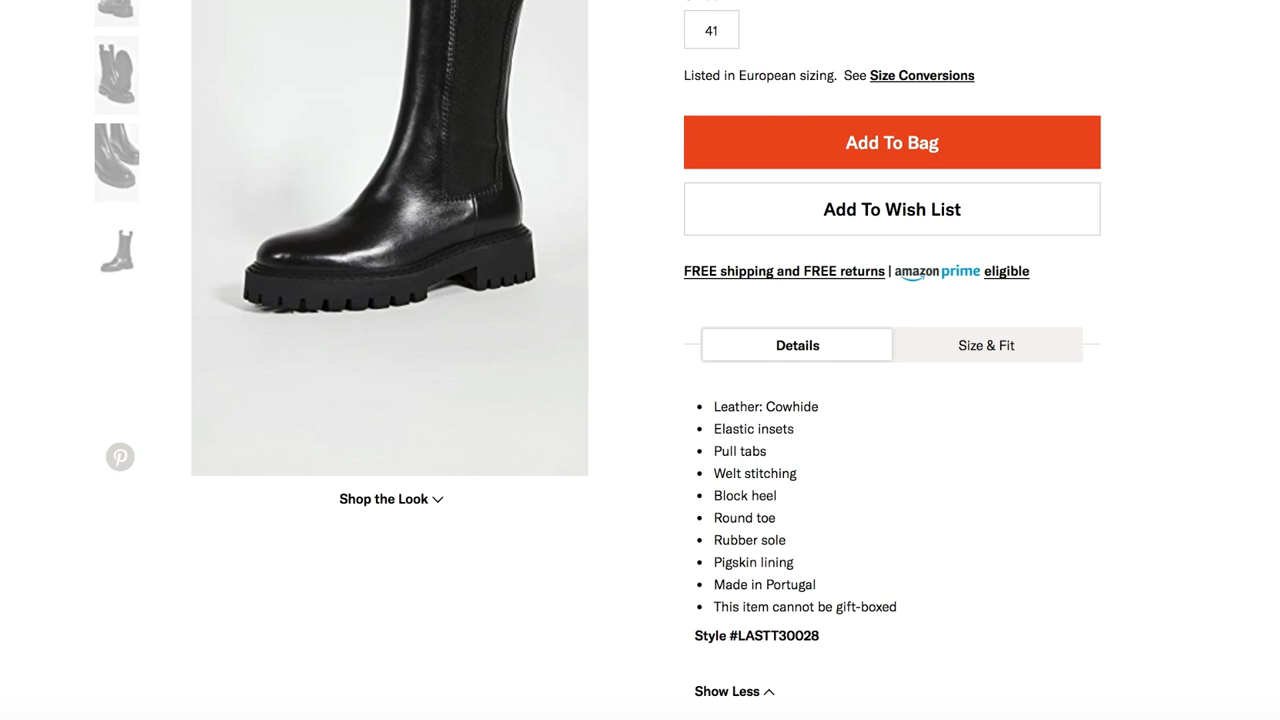 41
Listed in European sizing. See Size Conversions
Add To Bag
Add To Wish List
FREE shipping and FREE returns | amazon prime eligible
Details
Size & Fit
• Leather: Cowhide
• Elastic insets
• Pull tabs
• Welt stitching
• Block heel
• Round toe
• Rubber sole
• Pigskin lining
• Made in Portugal
• This item cannot be gift-boxed
Style #LASTT30028
Show Less
Shop the Look